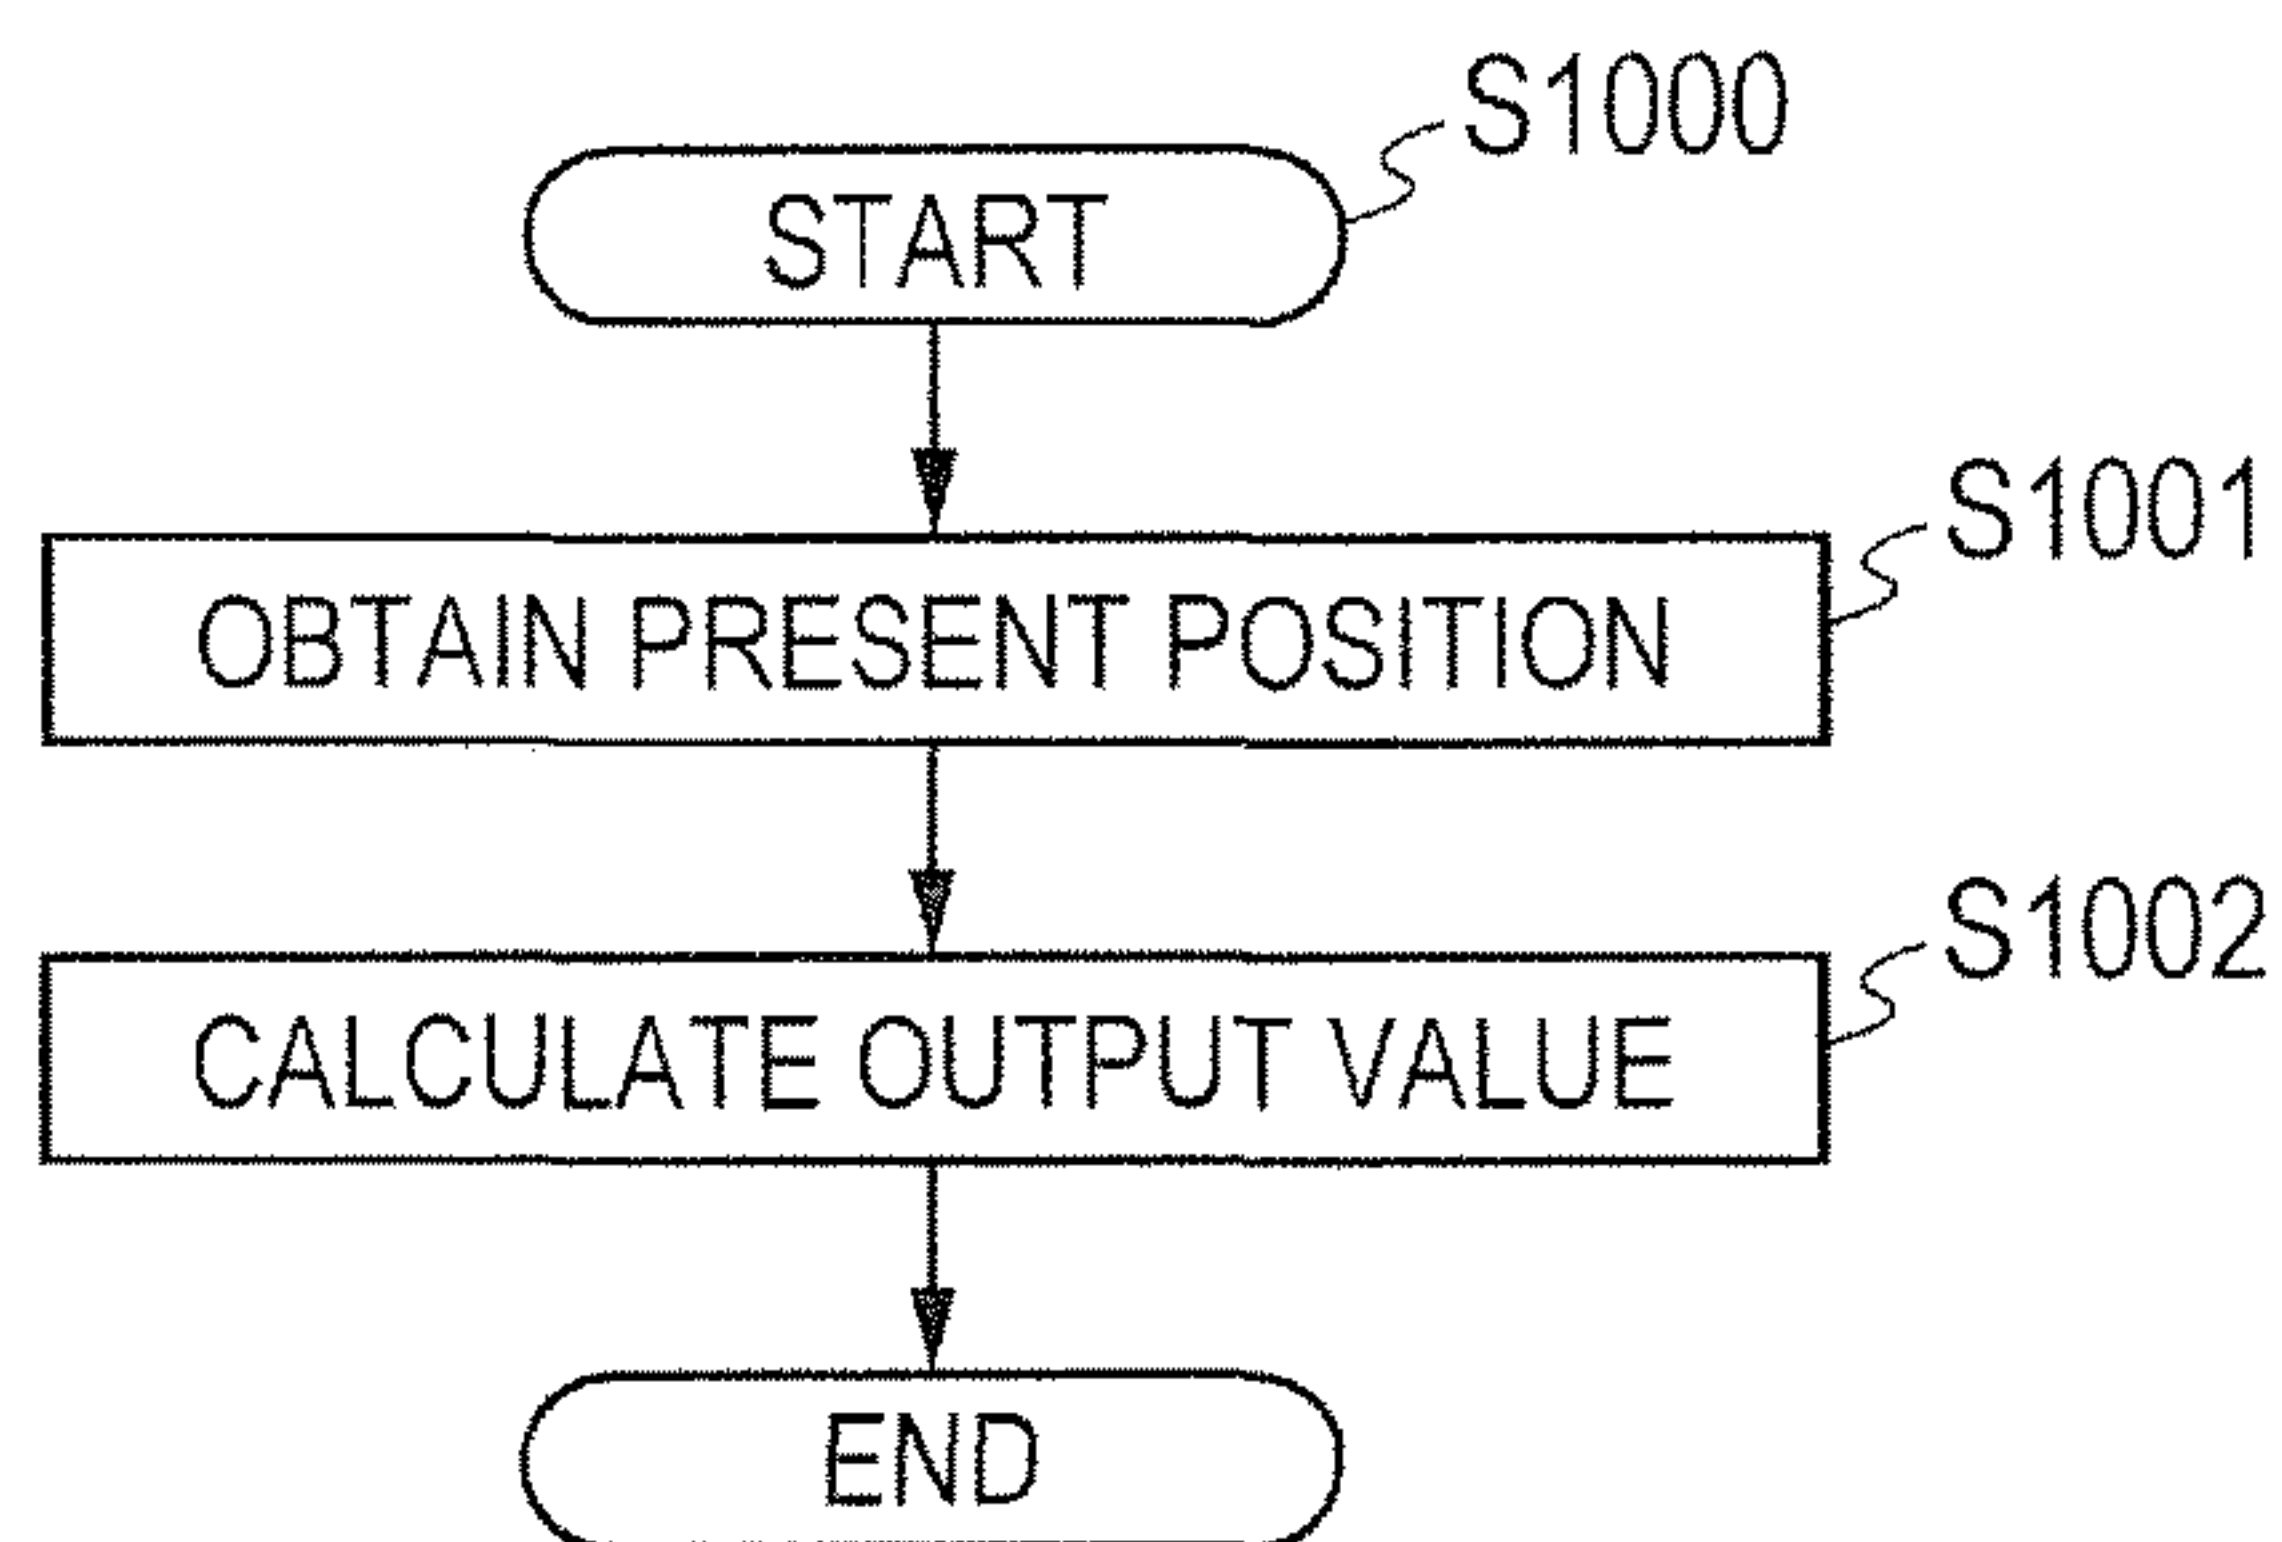 S1000
START
S1001
OBTAIN PRESENT POSITION
S1002
CALCULATE OUTPUT VALUE
END